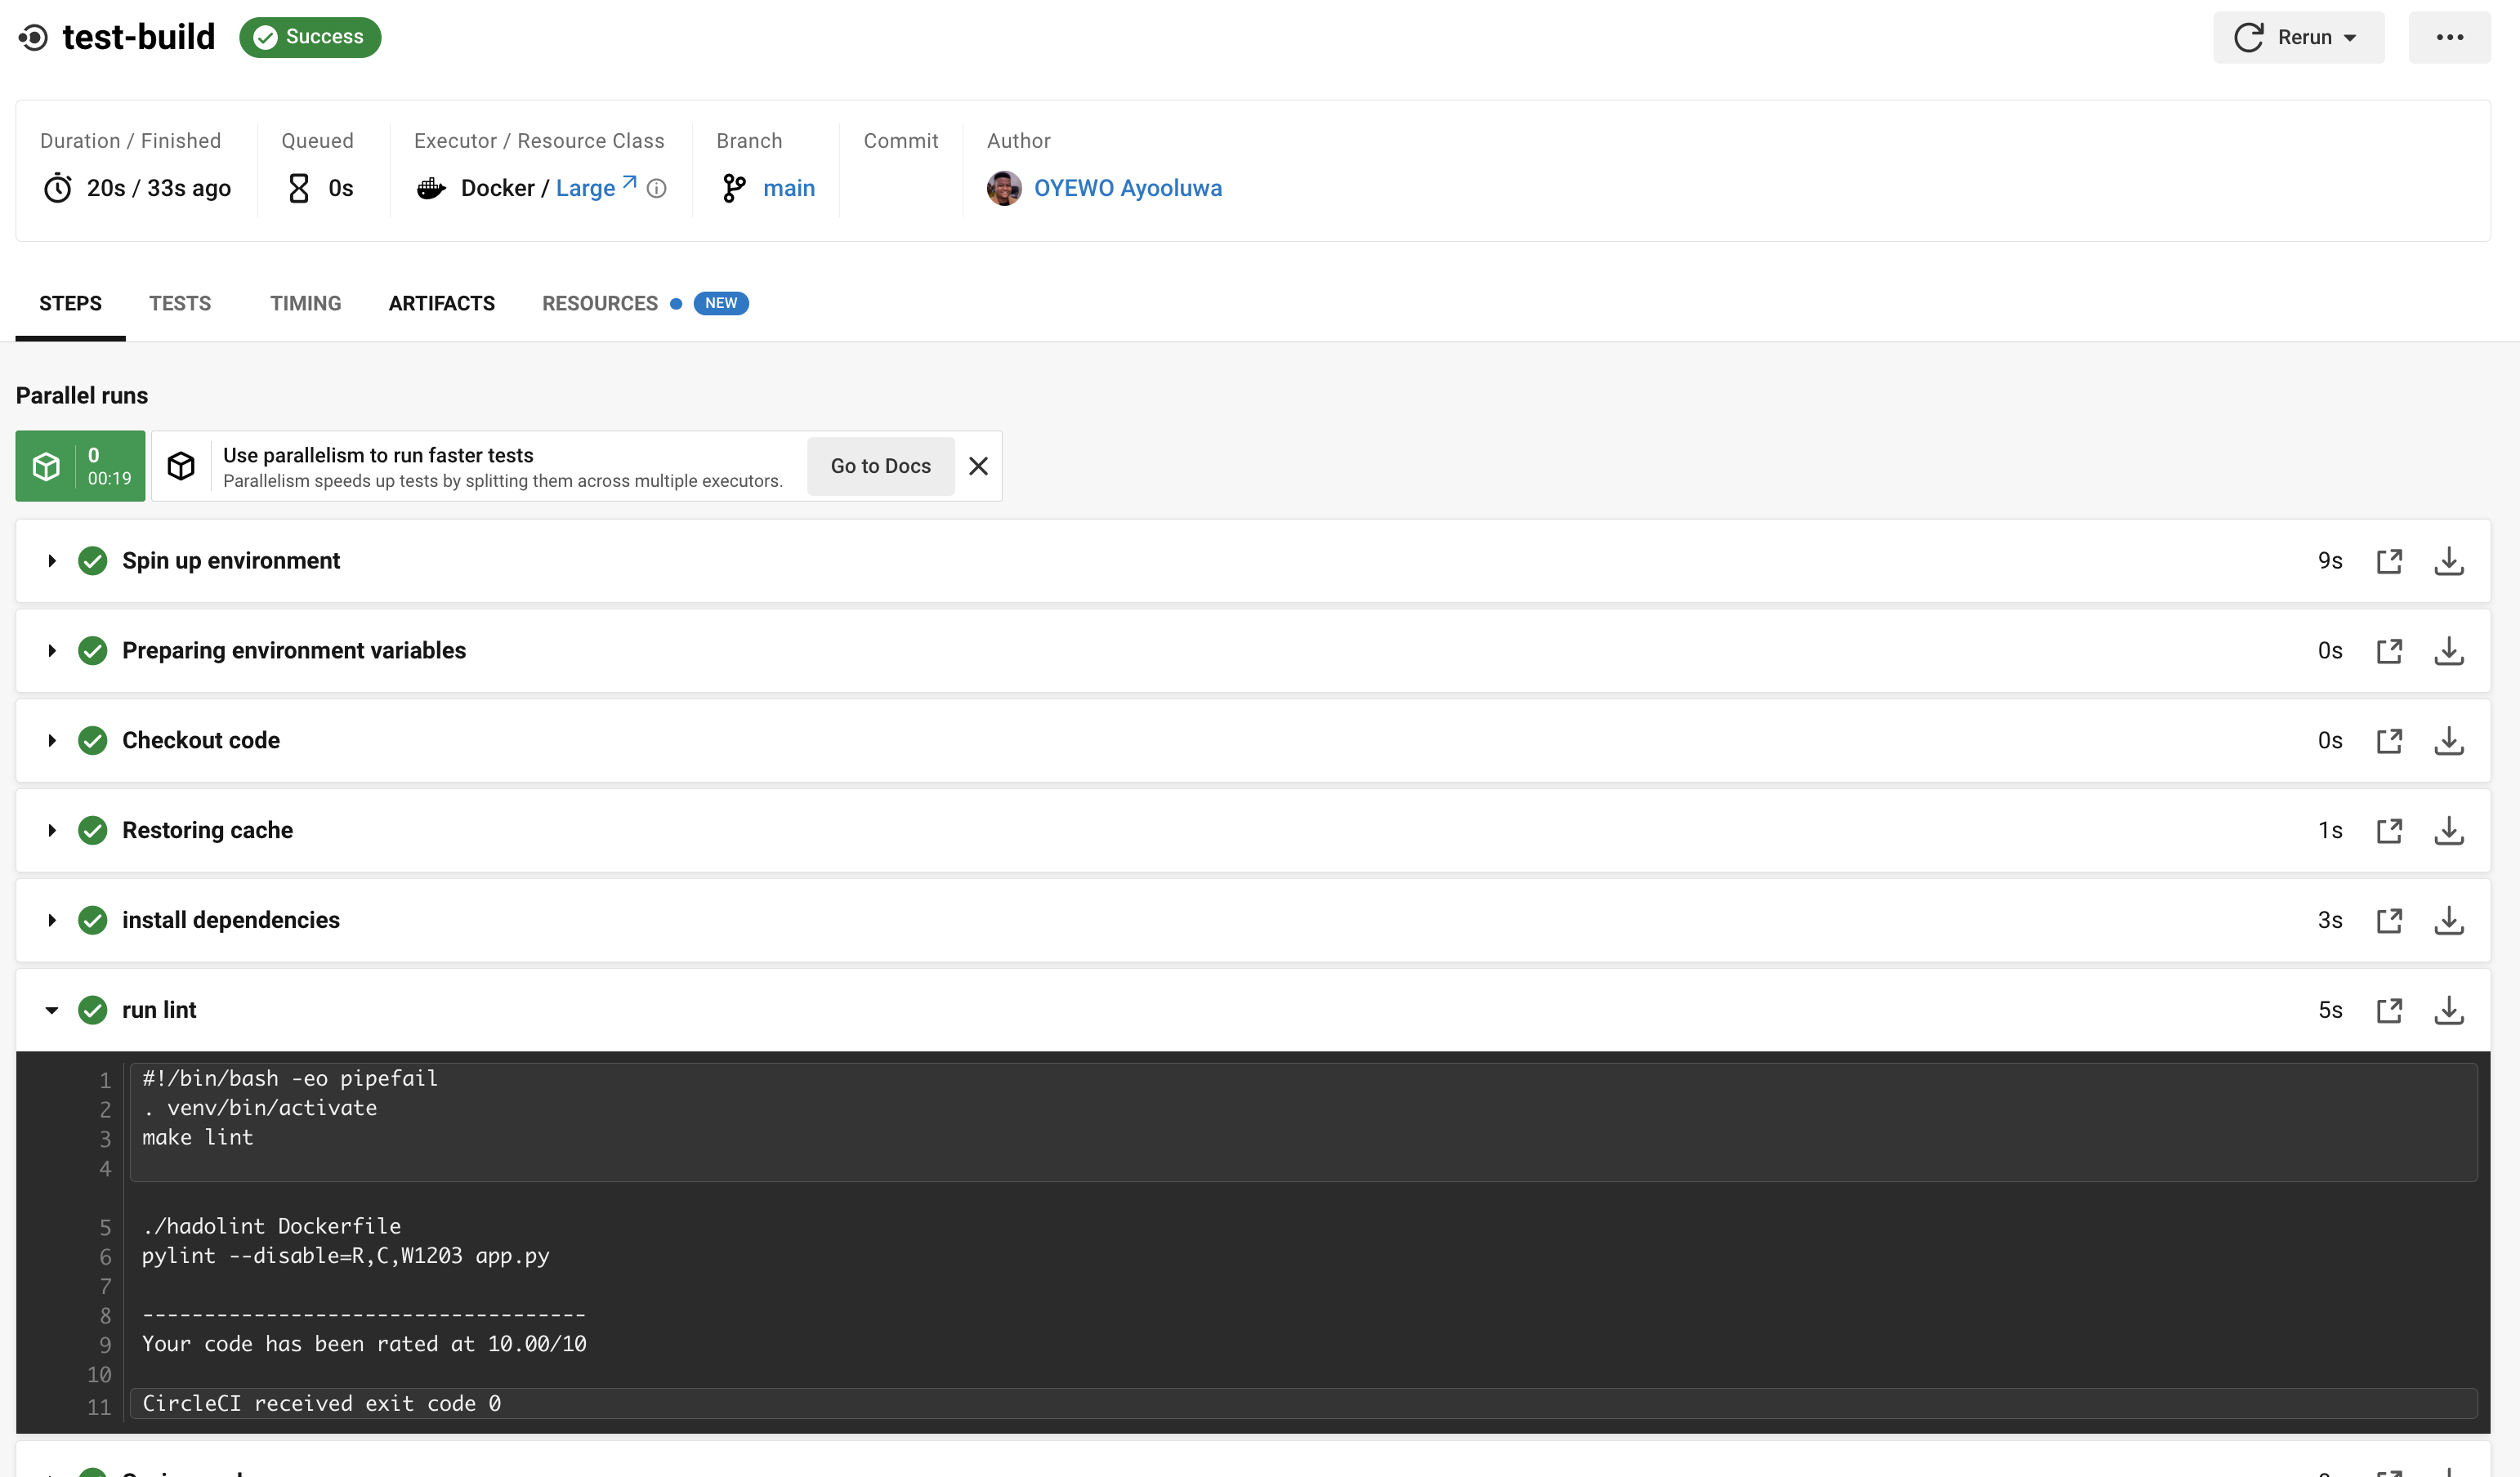 test-build Success Rerun
Duration / Finished Queued Executor / Resource Class Branch Commit Author
20s / 33s ago 0s Docker / Large main OYEWO Ayooluwa
STEPS TESTS TIMING ARTIFACTS RESOURCES NEW
Parallel runs
0
00:19
Use parallelism to run faster tests
Parallelism speeds up tests by splitting them across multiple executors.
Go to Docs
Spin up environment 9s
Preparing environment variables 0s
Checkout code 0s
Restoring cache 1s
install dependencies 3s
run lint 5s
1 #!/bin/bash -eo pipefail
2 . venv/bin/activate
3 make lint
4
5 ./hadolint Dockerfile
6 pylint --disable=R,C,W1203 app.py
7
8 ------------------------------------
9 Your code has been rated at 10.00/10
10
11 CircleCI received exit code 0